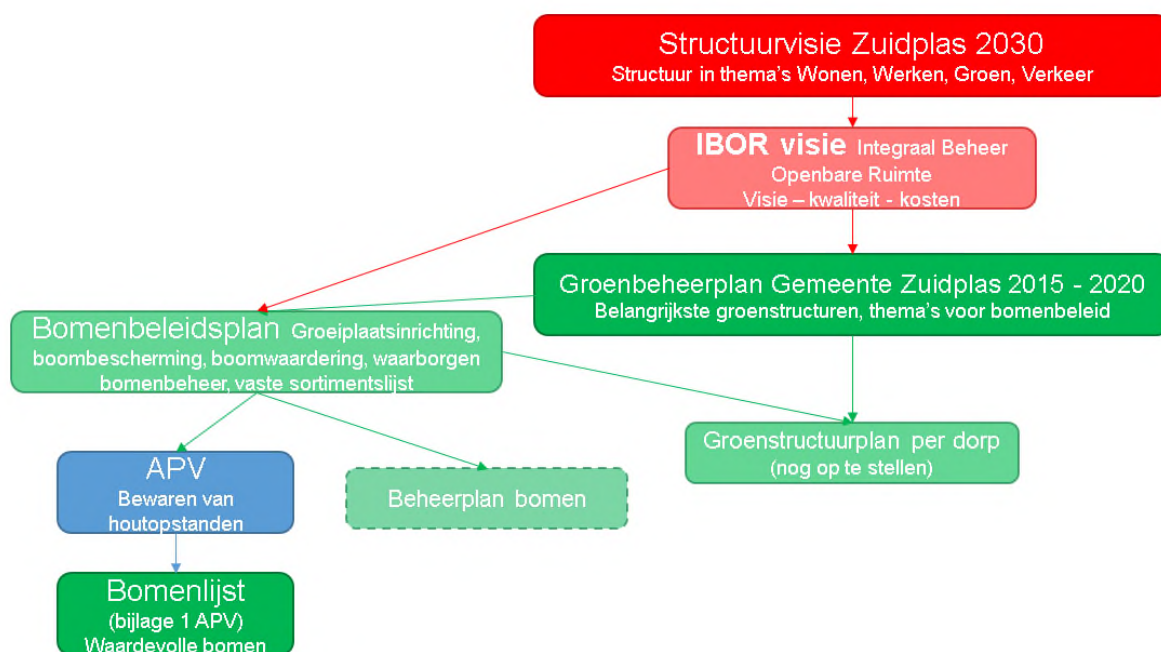 Structuurvisie Zuidplas 2030
Structuur in thema's Wonen, Werken, Groen, Verkeer
IBOR visie Integraal Beheer
Openbare Ruimte
Visie – kwaliteit - kosten
Groenbeheerplan Gemeente Zuidplas 2015 - 2020
Belangrijkste groenstructuren, thema's voor bomenbeleid
Bomenbeleidsplan Groeiplaatsinrichting,
boombescherming, boomwaardering, waarborgen
bomenbeheer, vaste sortimentslijst
Groenstructuurplan per dorp
(nog op te stellen)
APV
Bewaren van
houtopstanden
Beheerplan bomen
Bomenlijst
(bijlage 1 APV)
Waardevolle bomen